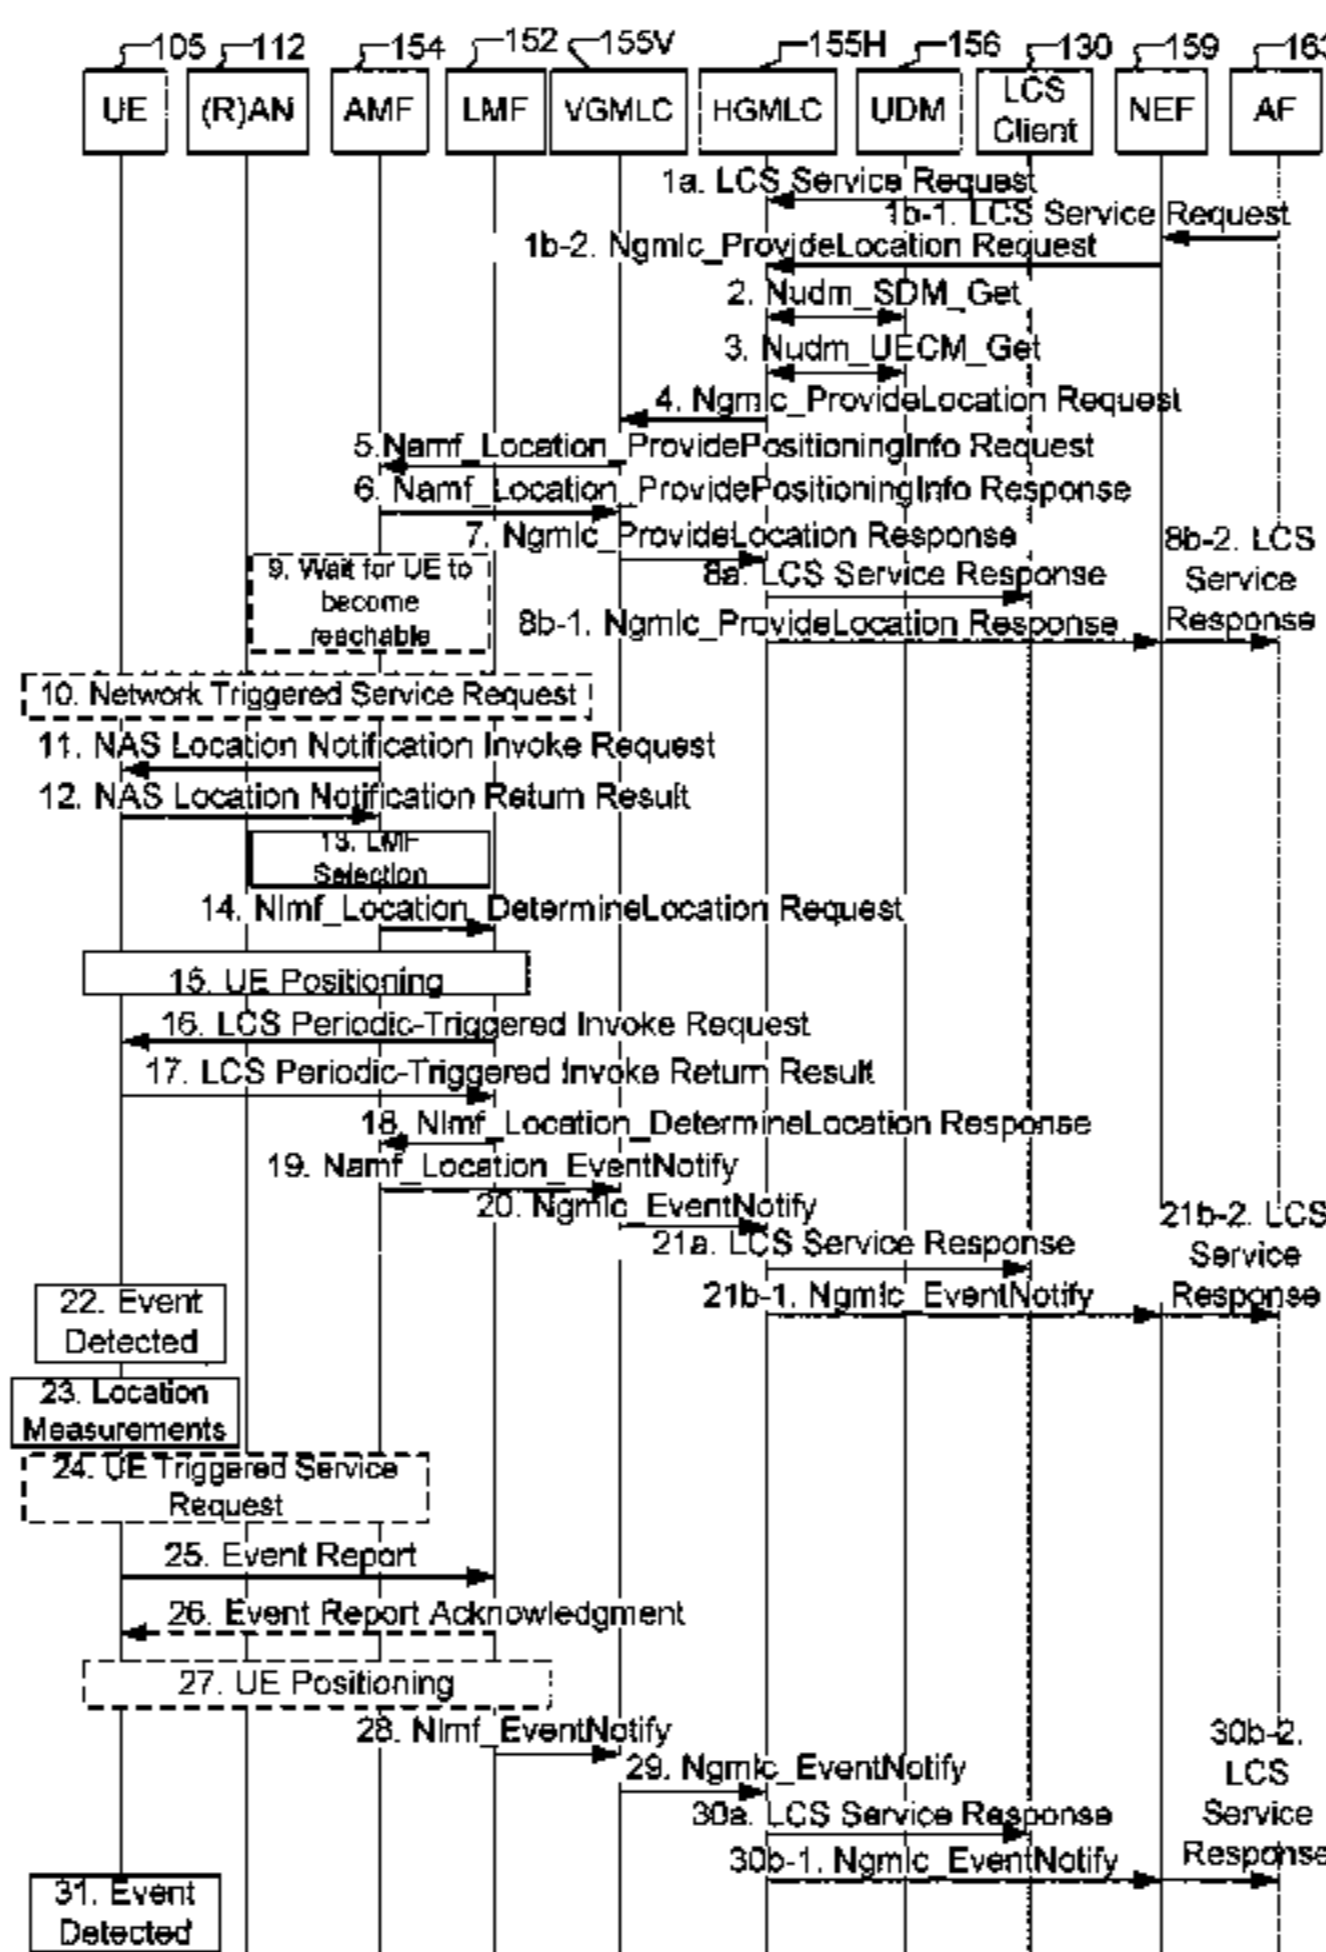 105 112 154 152 155V 155H 156 130 159 163
UE (R)AN AMF LMF VGMLC HGMLC UDM LCS Client NEF AF
1a. LCS Service Request
1b-1. LCS Service Request
1b-2. Ngmlc_ProvideLocation Request
2. Nudm_SDM_Get
3. Nudm_UECM_Get
4. Ngmlc_ProvideLocation Request
5.Namf_Location_ProvidePositioningInfo Request
6. Namf_Location_ProvidePositioningInfo Response
7. Ngmlc_ProvideLocation Response
8a. LCS Service Response
8b-1. Ngmlc_ProvideLocation Response
8b-2. LCS
Service
Response
9. Wait for UE to
become
reachable
10. Network Triggered Service Request
11. NAS Location Notification Invoke Request
12. NAS Location Notification Return Result
13. LMF
Selection
14. Nlmf_Location_DetermineLocation Request
15. UE Positioning
16. LCS Periodic-Triggered Invoke Request
17. LCS Periodic-Triggered Invoke Return Result
18. Nlmf_Location_DetermineLocation Response
19. Namf_Location_EventNotify
20. Ngmlc_EventNotify
21a. LCS Service Response
21b-1. Ngmlc_EventNotify
21b-2. LCS
Service
Response
22. Event
Detected
23. Location
Measurements
24. UE Triggered Service
Request
25. Event Report
26. Event Report Acknowledgment
27. UE Positioning
28. Nlmf_EventNotify
29. Ngmlc_EventNotify
30a. LCS Service Response
30b-1. Ngmlc_EventNotify
30b-2.
LCS
Service
Response
31. Event
Detected